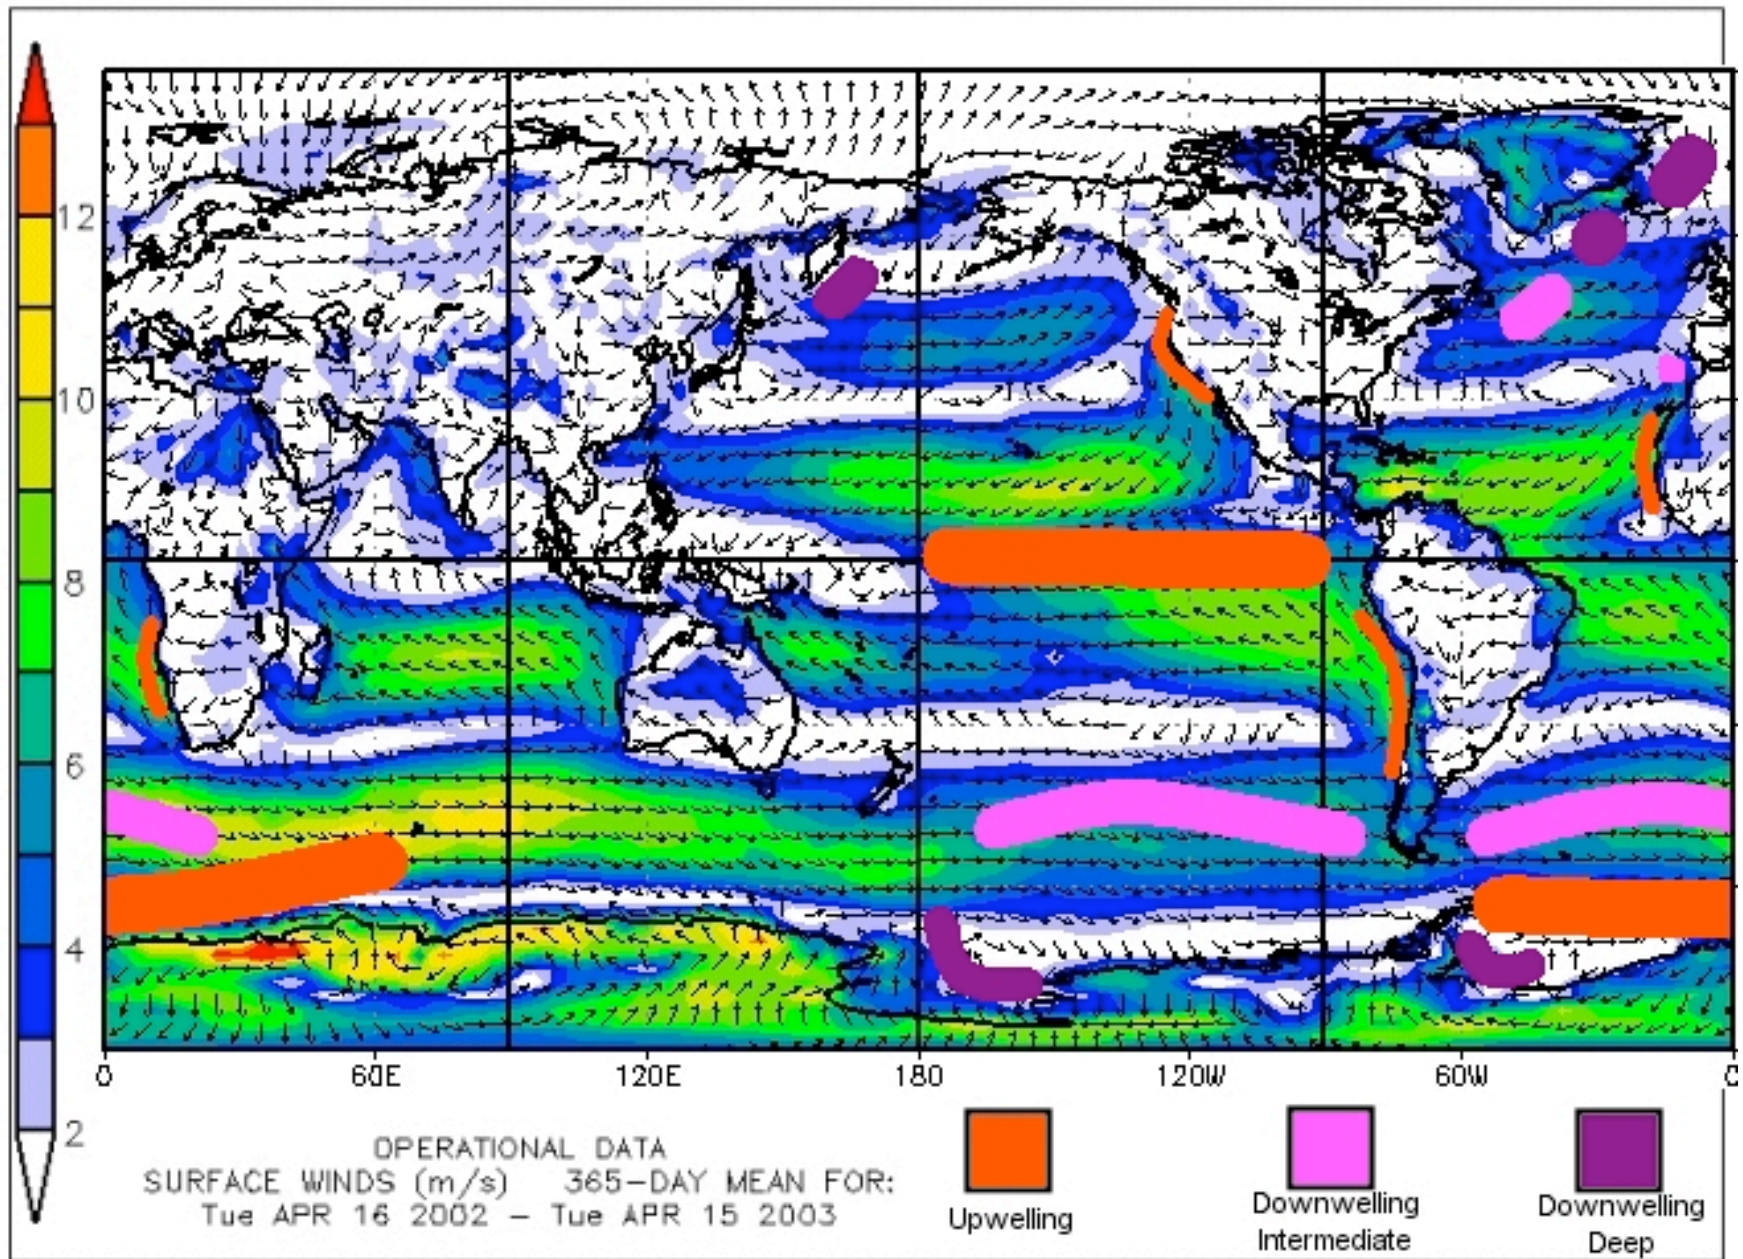 12
10
8
6
4
2
0
60E
120E
180
120W
60W
0
OPERATIONAL DATA
SURFACE WINDS (m/s) 365-DAY MEAN FOR:
Tue APR 16 2002 - Tue APR 15 2003
Upwelling
Downwelling
Intermediate
Downwelling
Deep